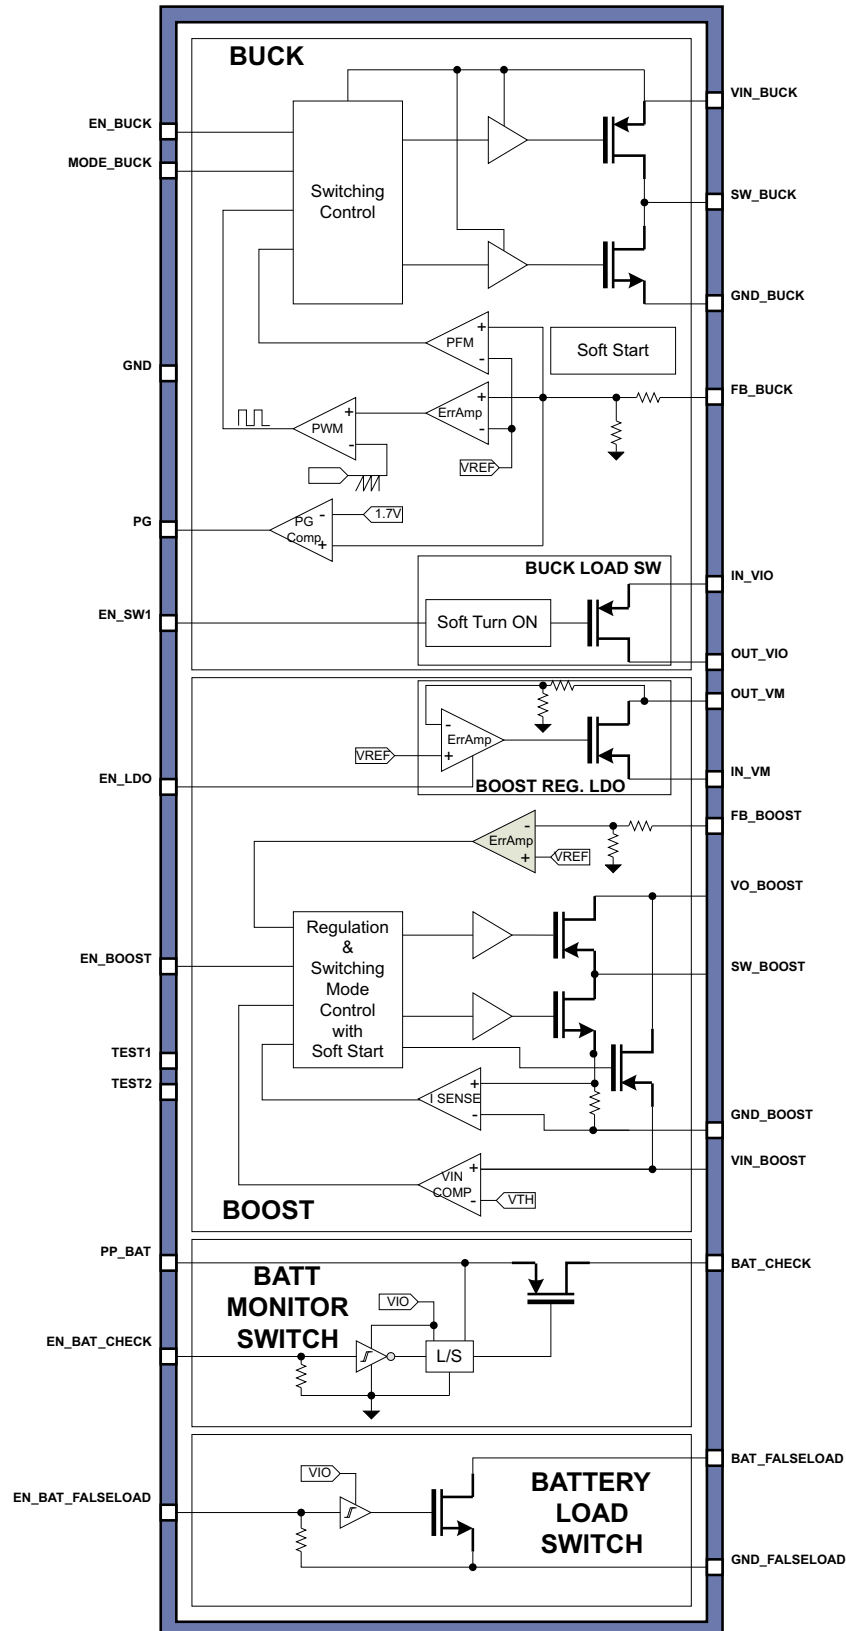 BUCK
VIN_BUCK
EN_BUCK
MODE_BUCK
Switching
Control
SW_BUCK
GND_BUCK
+
PFM
-
Soft Start
GND
FB_BUCK
+
ErrAmp
-
+
PWM
-
VREF
PG
PG
Comp
-
+
1.7V
BUCK LOAD SW
IN_VIO
EN_SW1
Soft Turn ON
OUT_VIO
OUT_VM
-
ErrAmp
+
VREF
EN_LDO
BOOST REG. LDO
IN_VM
FB_BOOST
-
ErrAmp
+
VREF
VO_BOOST
Regulation
&
Switching
Mode
Control
with
Soft Start
EN_BOOST
SW_BOOST
TEST1
TEST2
+
I SENSE
-
GND_BOOST
VIN_BOOST
+
VIN
COMP
-
VTH
BOOST
PP_BAT
BAT_CHECK
BATT
MONITOR
SWITCH
VIO
EN_BAT_CHECK
L/S
BAT_FALSELOAD
VIO
EN_BAT_FALSELOAD
BATTERY
LOAD
SWITCH
GND_FALSELOAD